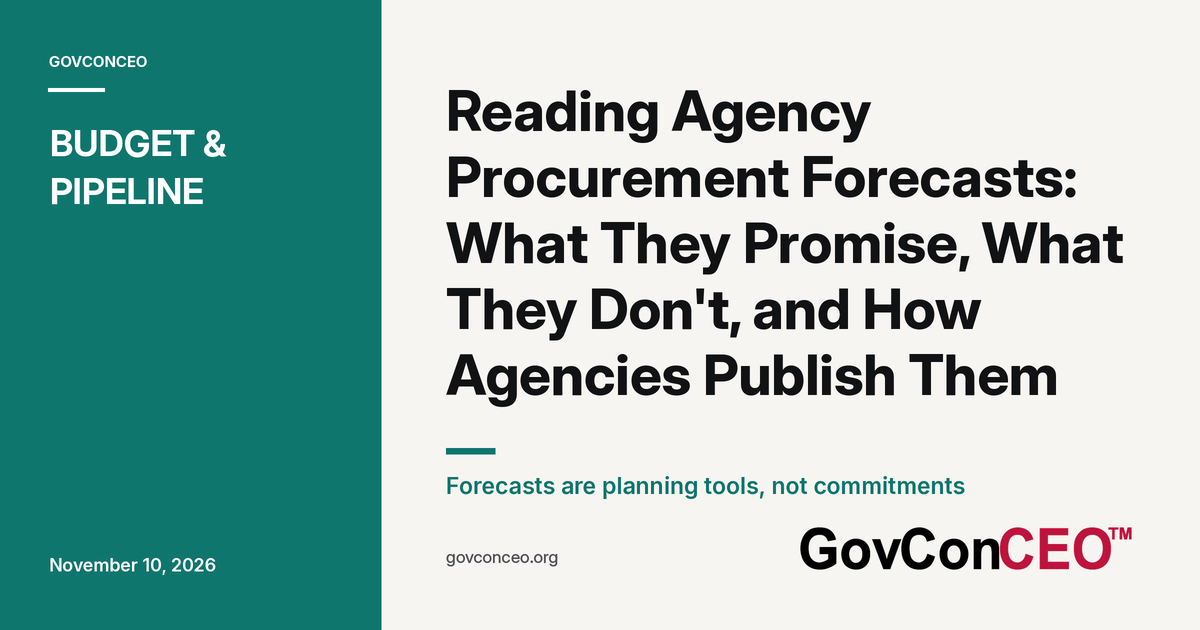 GOVCONCEO
BUDGET &
PIPELINE
November 10, 2026
Reading Agency
Procurement Forecasts:
What They Promise, What
They Don't, and How
Agencies Publish Them
Forecasts are planning tools, not commitments
govconceo.org
GovConCEO™